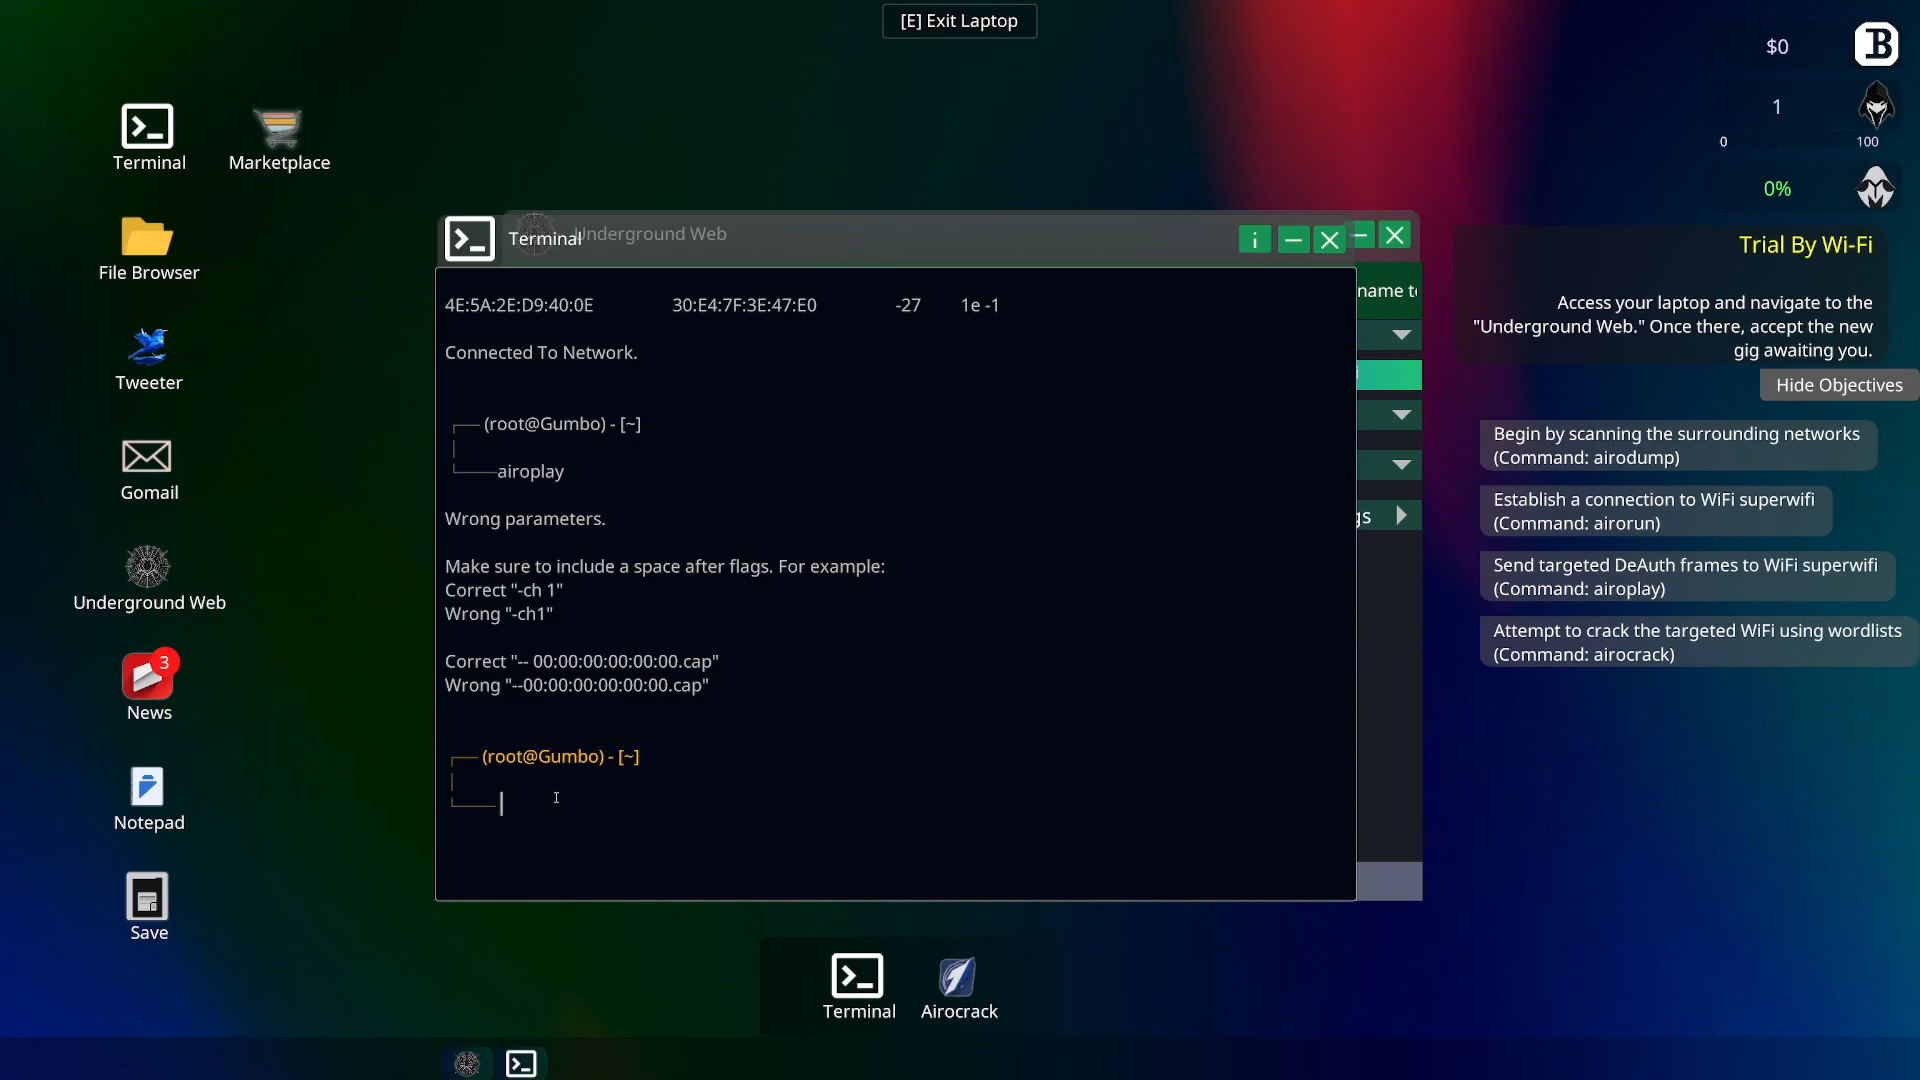 [E] Exit Laptop
$0
1
0 100
0%
Terminal
Marketplace
File Browser
Tweeter
Gomail
Underground Web
3
News
Notepad
Save
Terminal
Underground Web
4E:5A:2E:D9:40:0E 30:E4:7F:3E:47:E0 -27 1e -1
Connected To Network.
(root@Gumbo) - [~]
airoplay
Wrong parameters.
Make sure to include a space after flags. For example:
Correct "-ch 1"
Wrong "-ch1"
Correct "-- 00:00:00:00:00:00.cap"
Wrong "--00:00:00:00:00:00.cap"
(root@Gumbo) - [~]
name
Trial By Wi-Fi
Access your laptop and navigate to the
"Underground Web." Once there, accept the new
gig awaiting you.
Hide Objectives
Begin by scanning the surrounding networks
(Command: airodump)
Establish a connection to WiFi superwifi
(Command: airorun)
Send targeted DeAuth frames to WiFi superwifi
(Command: airoplay)
Attempt to crack the targeted WiFi using wordlists
(Command: airocrack)
Terminal
Airocrack